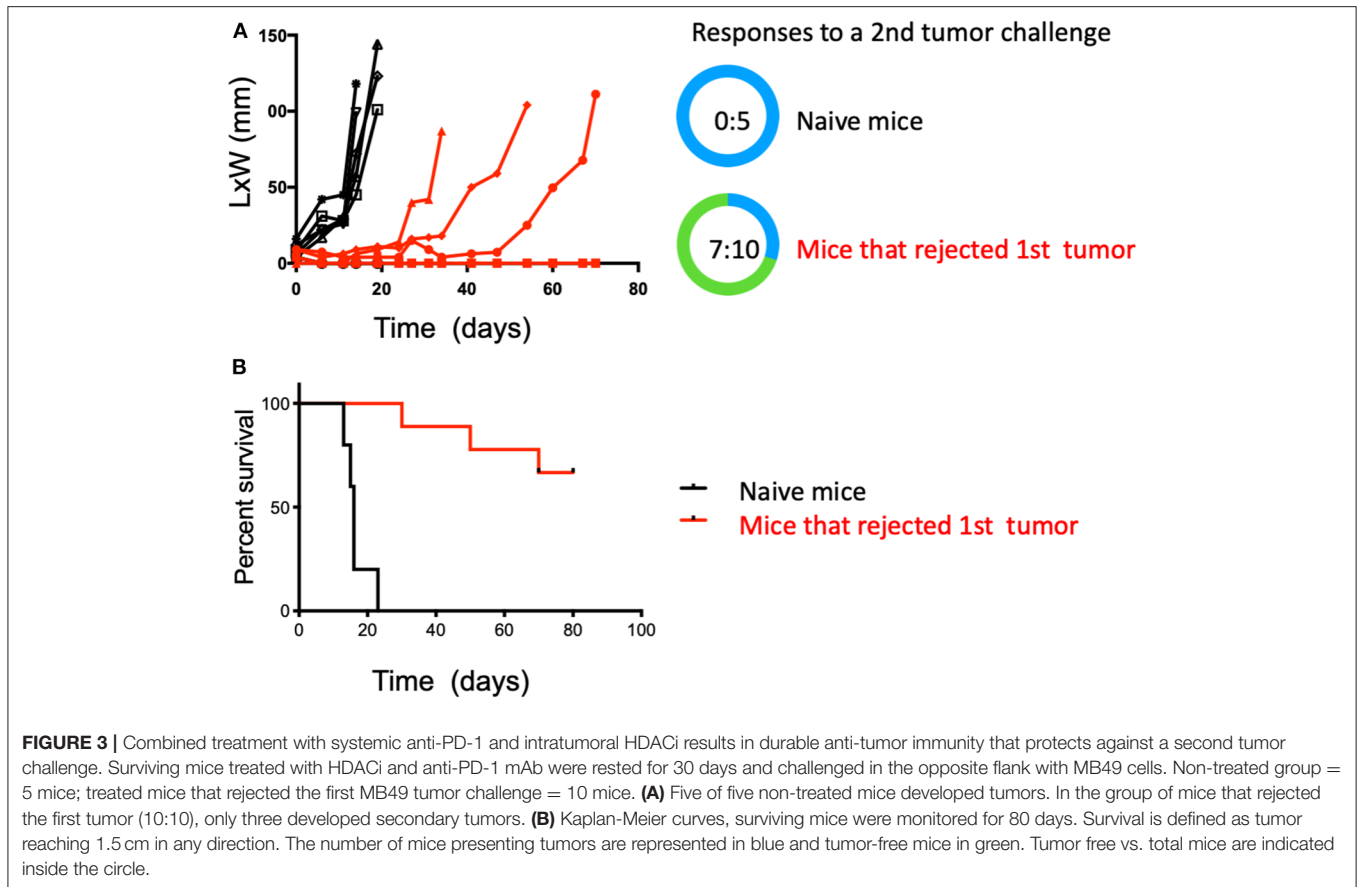 A
Responses to a 2nd tumor challenge
150
00
50
0
LxW (mm)
0 20 40 60 80
Time (days)
0:5 Naive mice
7:10 Mice that rejected 1st tumor
B
100
50
0
Percent survival
0 20 40 60 80 100
Time (days)
Naive mice
Mice that rejected 1st tumor
FIGURE 3 | Combined treatment with systemic anti-PD-1 and intratumoral HDACi results in durable anti-tumor immunity that protects against a second tumor
challenge. Surviving mice treated with HDACi and anti-PD-1 mAb were rested for 30 days and challenged in the opposite flank with MB49 cells. Non-treated group =
5 mice; treated mice that rejected the first MB49 tumor challenge = 10 mice. (A) Five of five non-treated mice developed tumors. In the group of mice that rejected
the first tumor (10:10), only three developed secondary tumors. (B) Kaplan-Meier curves, surviving mice were monitored for 80 days. Survival is defined as tumor
reaching 1.5 cm in any direction. The number of mice presenting tumors are represented in blue and tumor-free mice in green. Tumor free vs. total mice are indicated
inside the circle.